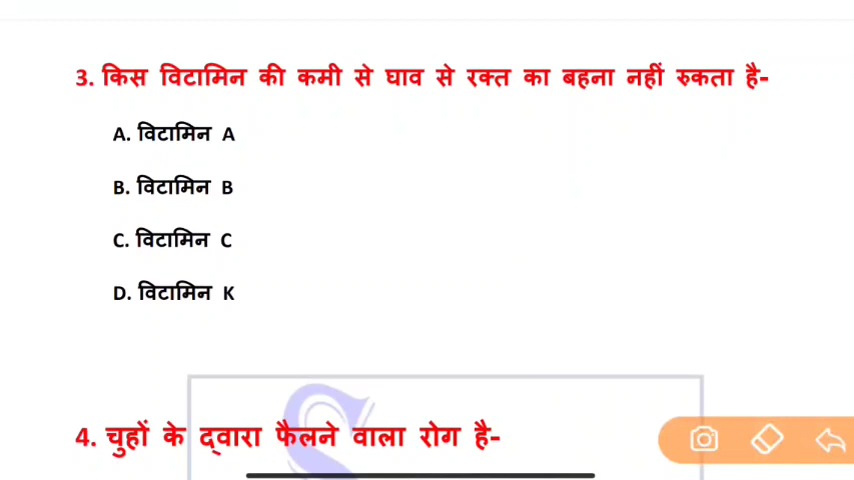 3. किस विटामिन की कमी से घाव से रक्त का बहना नहीं रुकता है-
A. विटामिन A
B. विटामिन B
C. विटामिन C
D. विटामिन K
4. चुहों के द्वारा फैलने वाला रोग है-